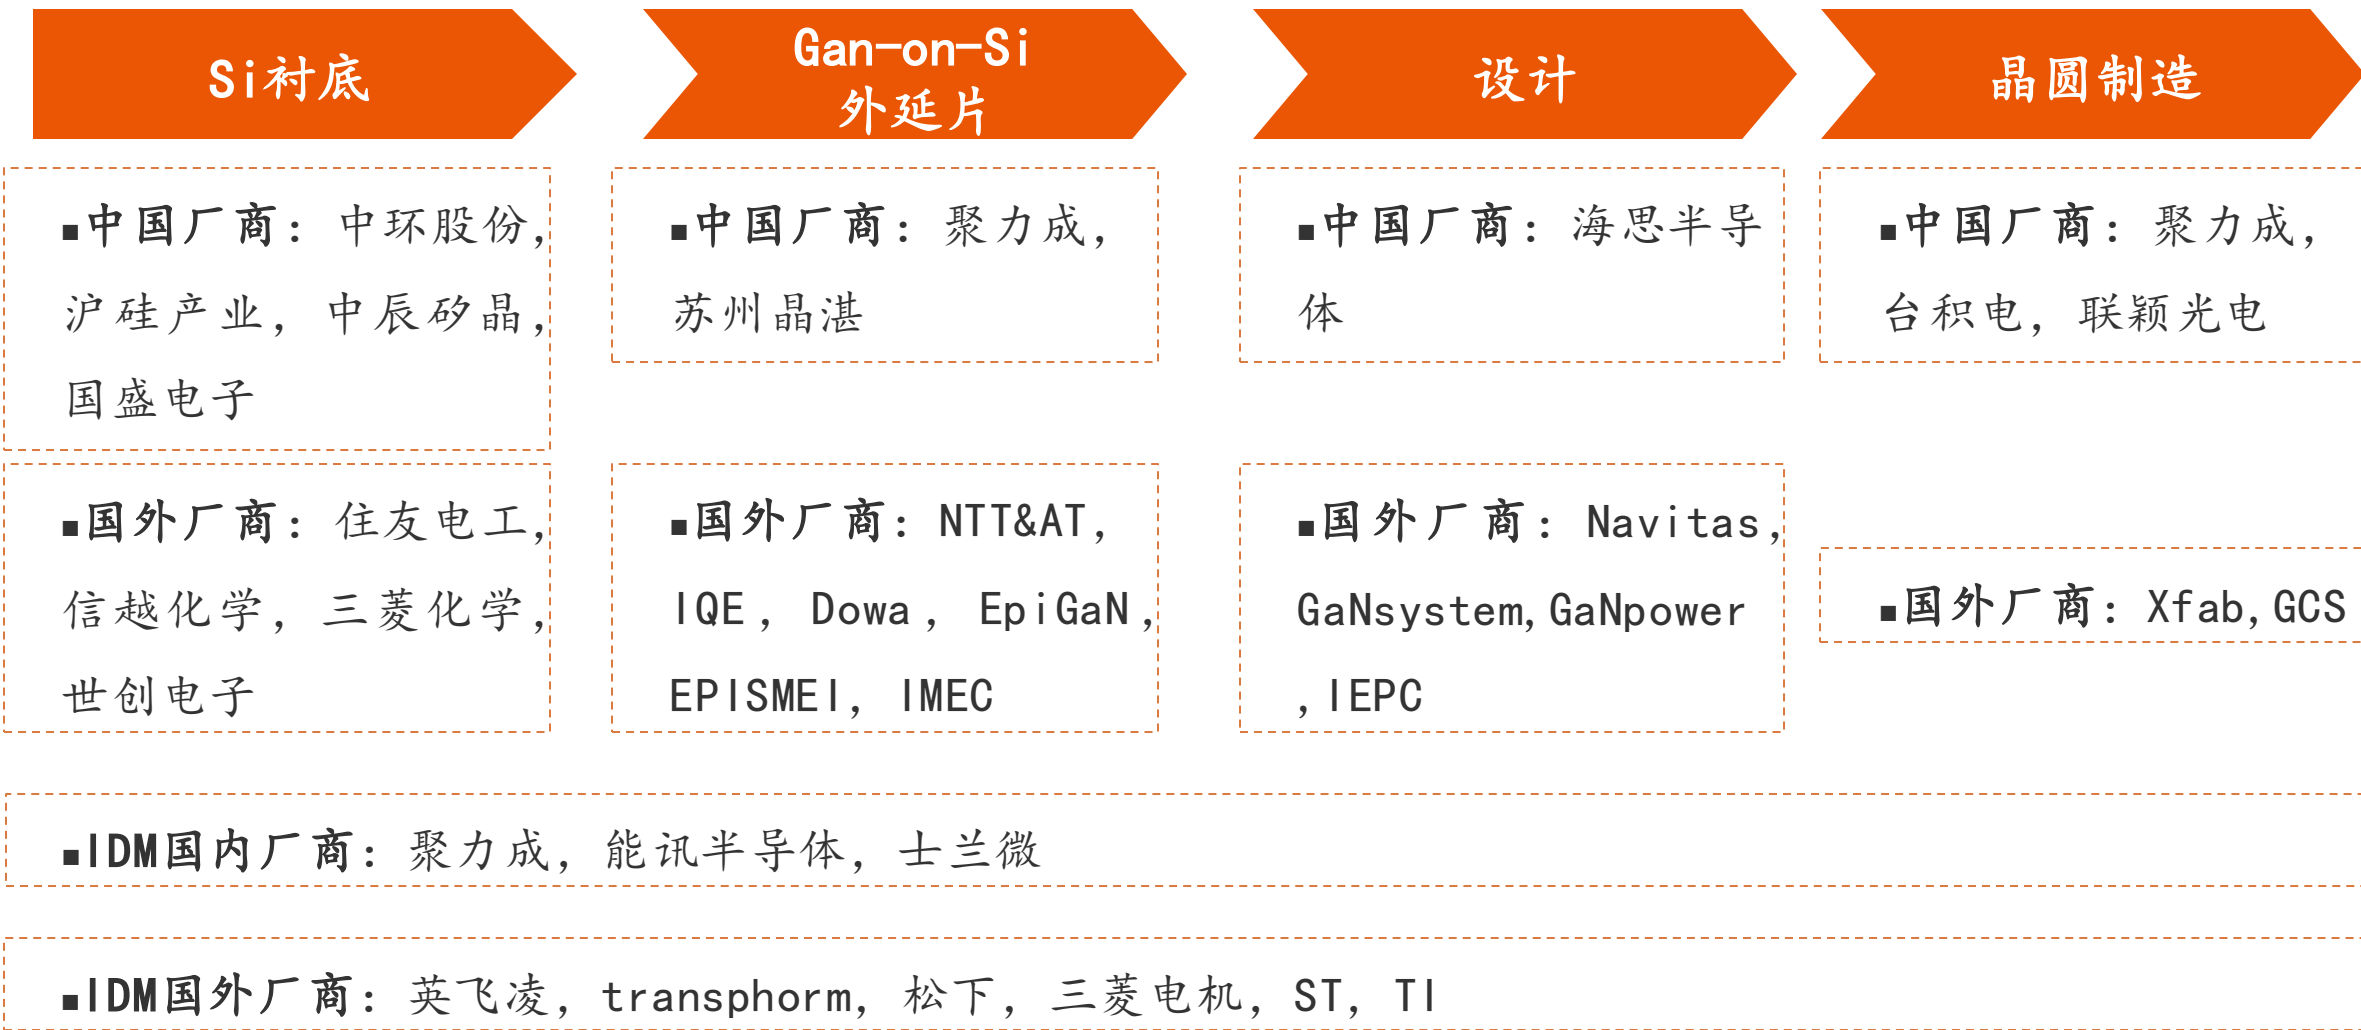 Si衬底
Gan-on-Si
外延片
设计
晶圆制造
▪中国厂商：中环股份，
沪硅产业，中辰矽晶，
国盛电子
▪中国厂商：聚力成，
苏州晶湛
▪中国厂商：海思半导
体
▪中国厂商：聚力成，
台积电，联颖光电
▪国外厂商：住友电工，
信越化学，三菱化学，
世创电子
▪国外厂商：NTT&AT，
IQE，Dowa，EpiGaN，
EPISMEI，IMEC
▪国外厂商：Navitas，
GaNsystem,GaNpower
,IEPC
▪国外厂商：Xfab,GCS
▪IDM国内厂商：聚力成，能讯半导体，士兰微
▪IDM国外厂商：英飞凌，transphorm，松下，三菱电机，ST，TI